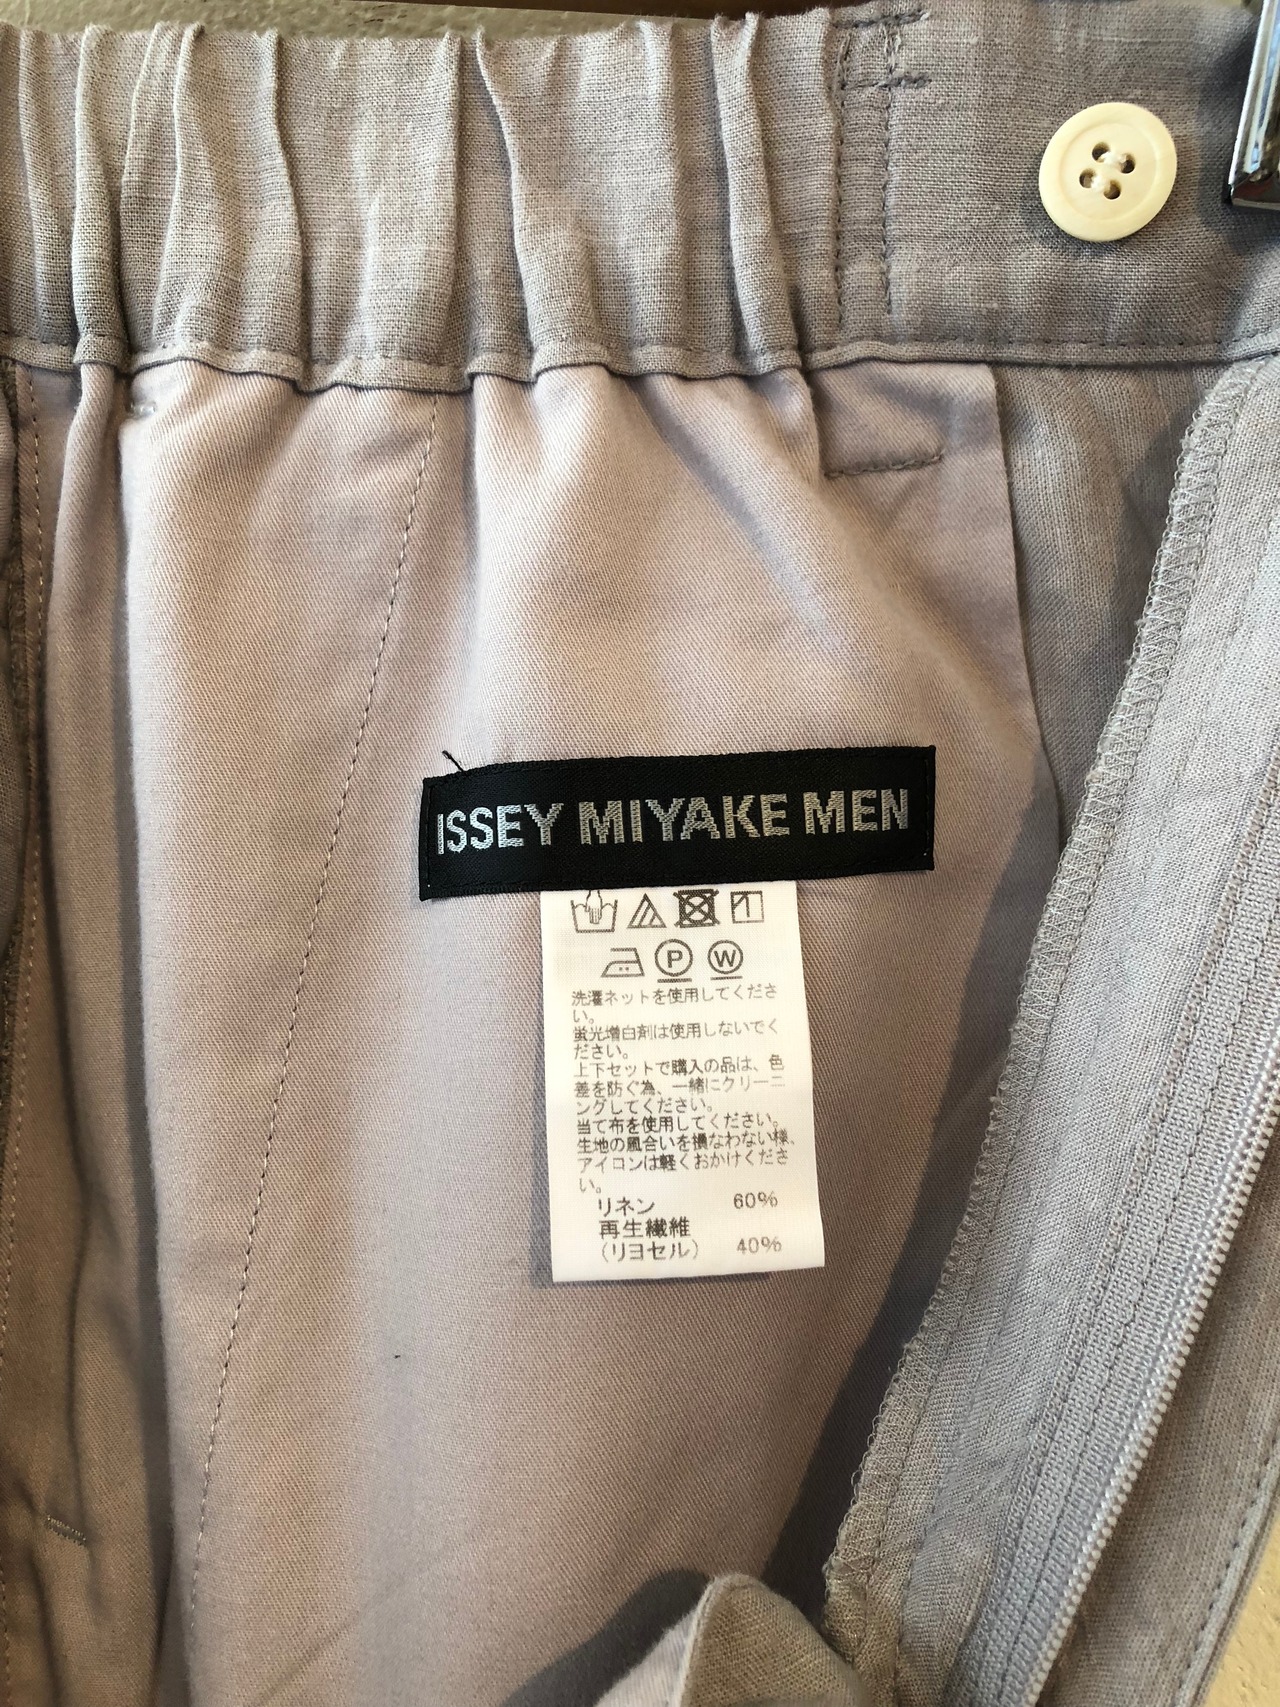 ISSEY MIYAKE MEN
P W
洗濯ネットを使用してくださ
い。
蛍光増白剤は使用しないでく
ださい。
上下セットで購入の品は、色
差を防ぐ為、一緒にクリーニ
ングしてください。
当て布を使用してください。
生地の風合いを損なわない様、
アイロンは軽くおかけくださ
い。
リネン 60%
再生繊維
(リヨセル) 40%